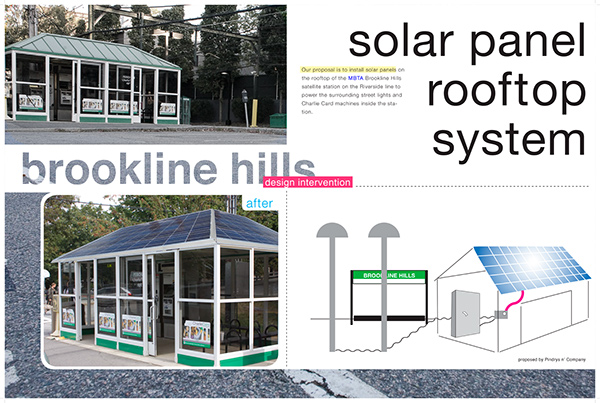 solar panel
rooftop
system
Our proposal is to install solar panels on
the rooftop of the MBTA Brookline Hills
satellite station on the Riverside line to
power the surrounding street lights and
Charlie Card machines inside the sta-
tion.
brookline hills
design intervention
after
BROOKLINE HILLS
proposed by Pindrys n' Company